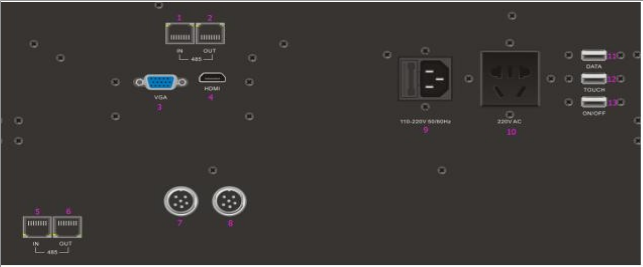 1 2
IN OUT
485
VGA
3
HDMI
4
110-220V 50/60Hz
9
220V AC
10
11
DATA
12
TOUCH
13
ON/OFF
5 6
IN OUT
485
7 8